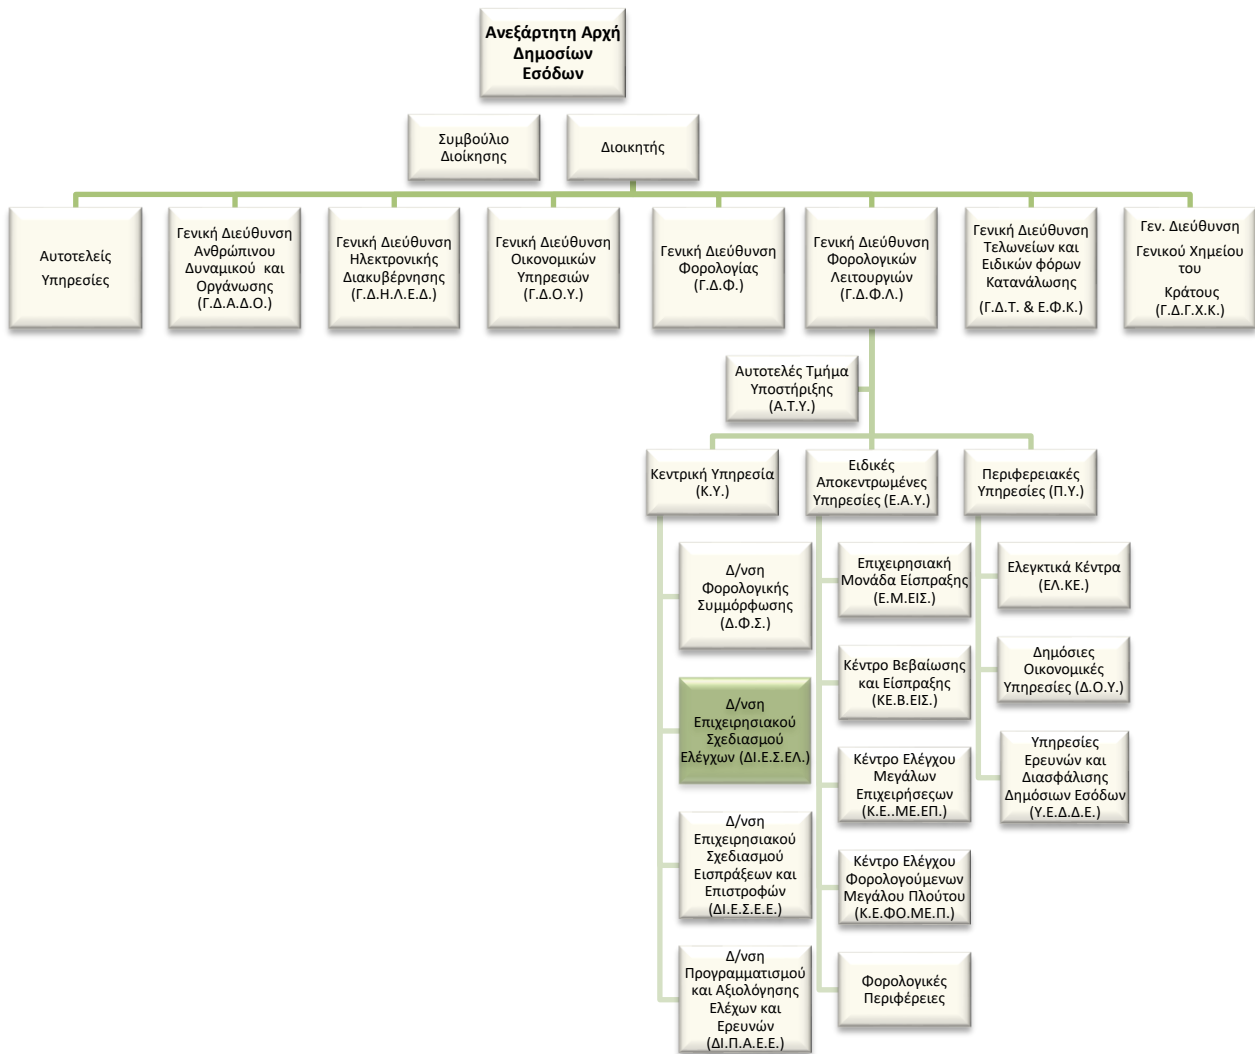 Ανεξάρτητη Αρχή
Δημοσίων
Εσόδων
Συμβούλιο
Διοίκησης
Διοικητής
Αυτοτελείς
Υπηρεσίες
Γενική Διεύθυνση
Ανθρώπινου
Δυναμικού και
Οργάνωσης
(Γ.Δ.Α.Δ.Ο.)
Γενική Διεύθυνση
Ηλεκτρονικής
Διακυβέρνησης
(Γ.Δ.Η.Λ.Ε.Δ.)
Γενική Διεύθυνση
Οικονομικών
Υπηρεσιών
(Γ.Δ.Ο.Υ.)
Γενική Διεύθυνση
Φορολογίας
(Γ.Δ.Φ.)
Γενική Διεύθυνση
Φορολογικών
Λειτουργιών
(Γ.Δ.Φ.Λ.)
Γενική Διεύθυνση
Τελωνείων και
Ειδικών φόρων
Κατανάλωσης
(Γ.Δ.Τ. & Ε.Φ.Κ.)
Γεν. Διεύθυνση
Γενικού Χημείου
του
Κράτους
(Γ.Δ.Γ.Χ.Κ.)
Αυτοτελές Τμήμα
Υποστήριξης
(Α.Τ.Υ.)
Κεντρική Υπηρεσία
(Κ.Υ.)
Δ/νση
Φορολογικής
Συμμόρφωσης
(Δ.Φ.Σ.)
Δ/νση
Επιχειρησιακού
Σχεδιασμού
Ελέγχων (ΔΙ.Ε.Σ.ΕΛ.)
Δ/νση
Επιχειρησιακού
Σχεδιασμού
Εισπράξεων και
Επιστροφών
(ΔΙ.Ε.Σ.Ε.Ε.)
Δ/νση
Προγραμματισμού
και Αξιολόγησης
Ελέχων και
Ερευνών
(ΔΙ.Π.Α.Ε.Ε.)
Ειδικές
Αποκεντρωμένες
Υπηρεσίες (Ε.Α.Υ.)
Επιχειρησιακή
Μονάδα Είσπραξης
(Ε.Μ.ΕΙΣ.)
Κέντρο Βεβαίωσης
και Είσπραξης
(ΚΕ.Β.ΕΙΣ.)
Κέντρο Ελέγχου
Μεγάλων
Επιχειρήσεςων
(Κ.Ε..ΜΕ.ΕΠ.)
Κέντρο Ελέγχου
Φορολογούμενων
Μεγάλου Πλούτου
(Κ.Ε.ΦΟ.ΜΕ.Π.)
Φορολογικές
Περιφέρειες
Περιφερειακές
Υπηρεσίες (Π.Υ.)
Ελεγκτικά Κέντρα
(ΕΛ.ΚΕ.)
Δημόσιες
Οικονομικές
Υπηρεσίες (Δ.Ο.Υ.)
Υπηρεσίες
Ερευνών και
Διασφάλισης
Δημόσιων Εσόδων
(Υ.Ε.Δ.Δ.Ε.)